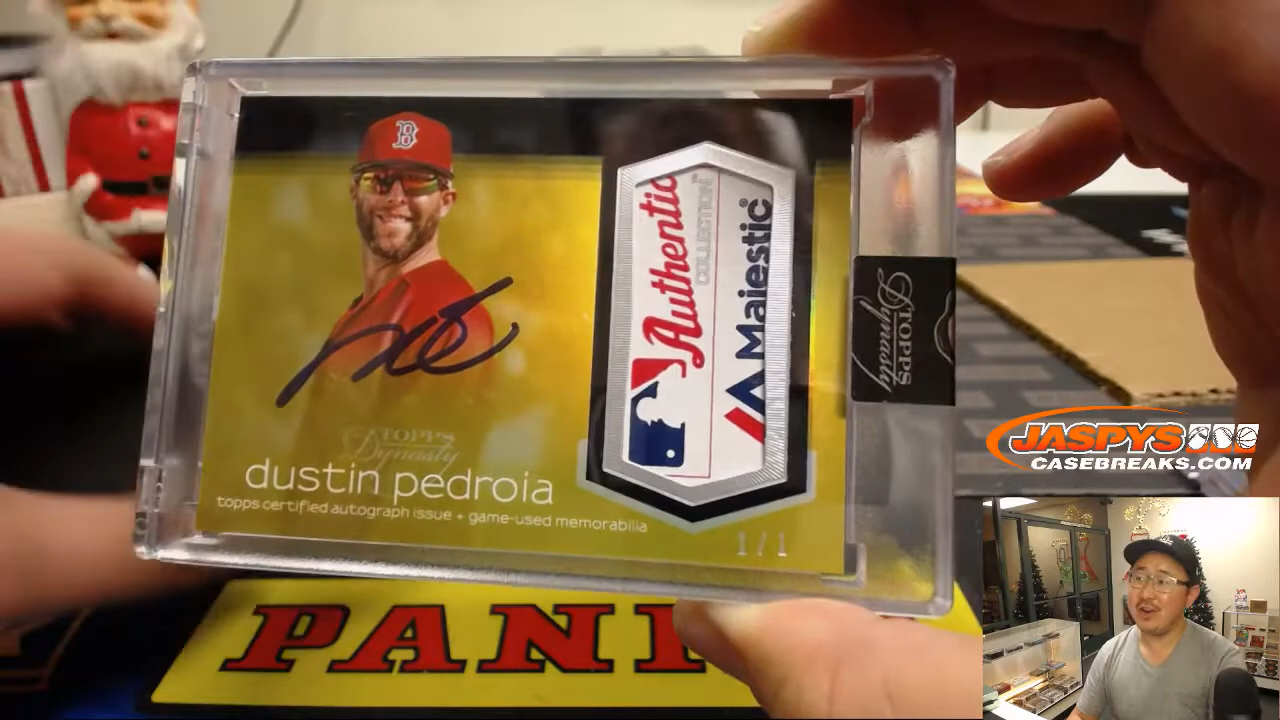 B
Authentic
COLLECTION™
Majestic®
TOPPS
Dynasty
TOPPS
Dynasty
dustin pedroia
topps certified autograph issue + game-used memorabilia
1/1
PANI
JASPYS
CASEBREAKS.COM